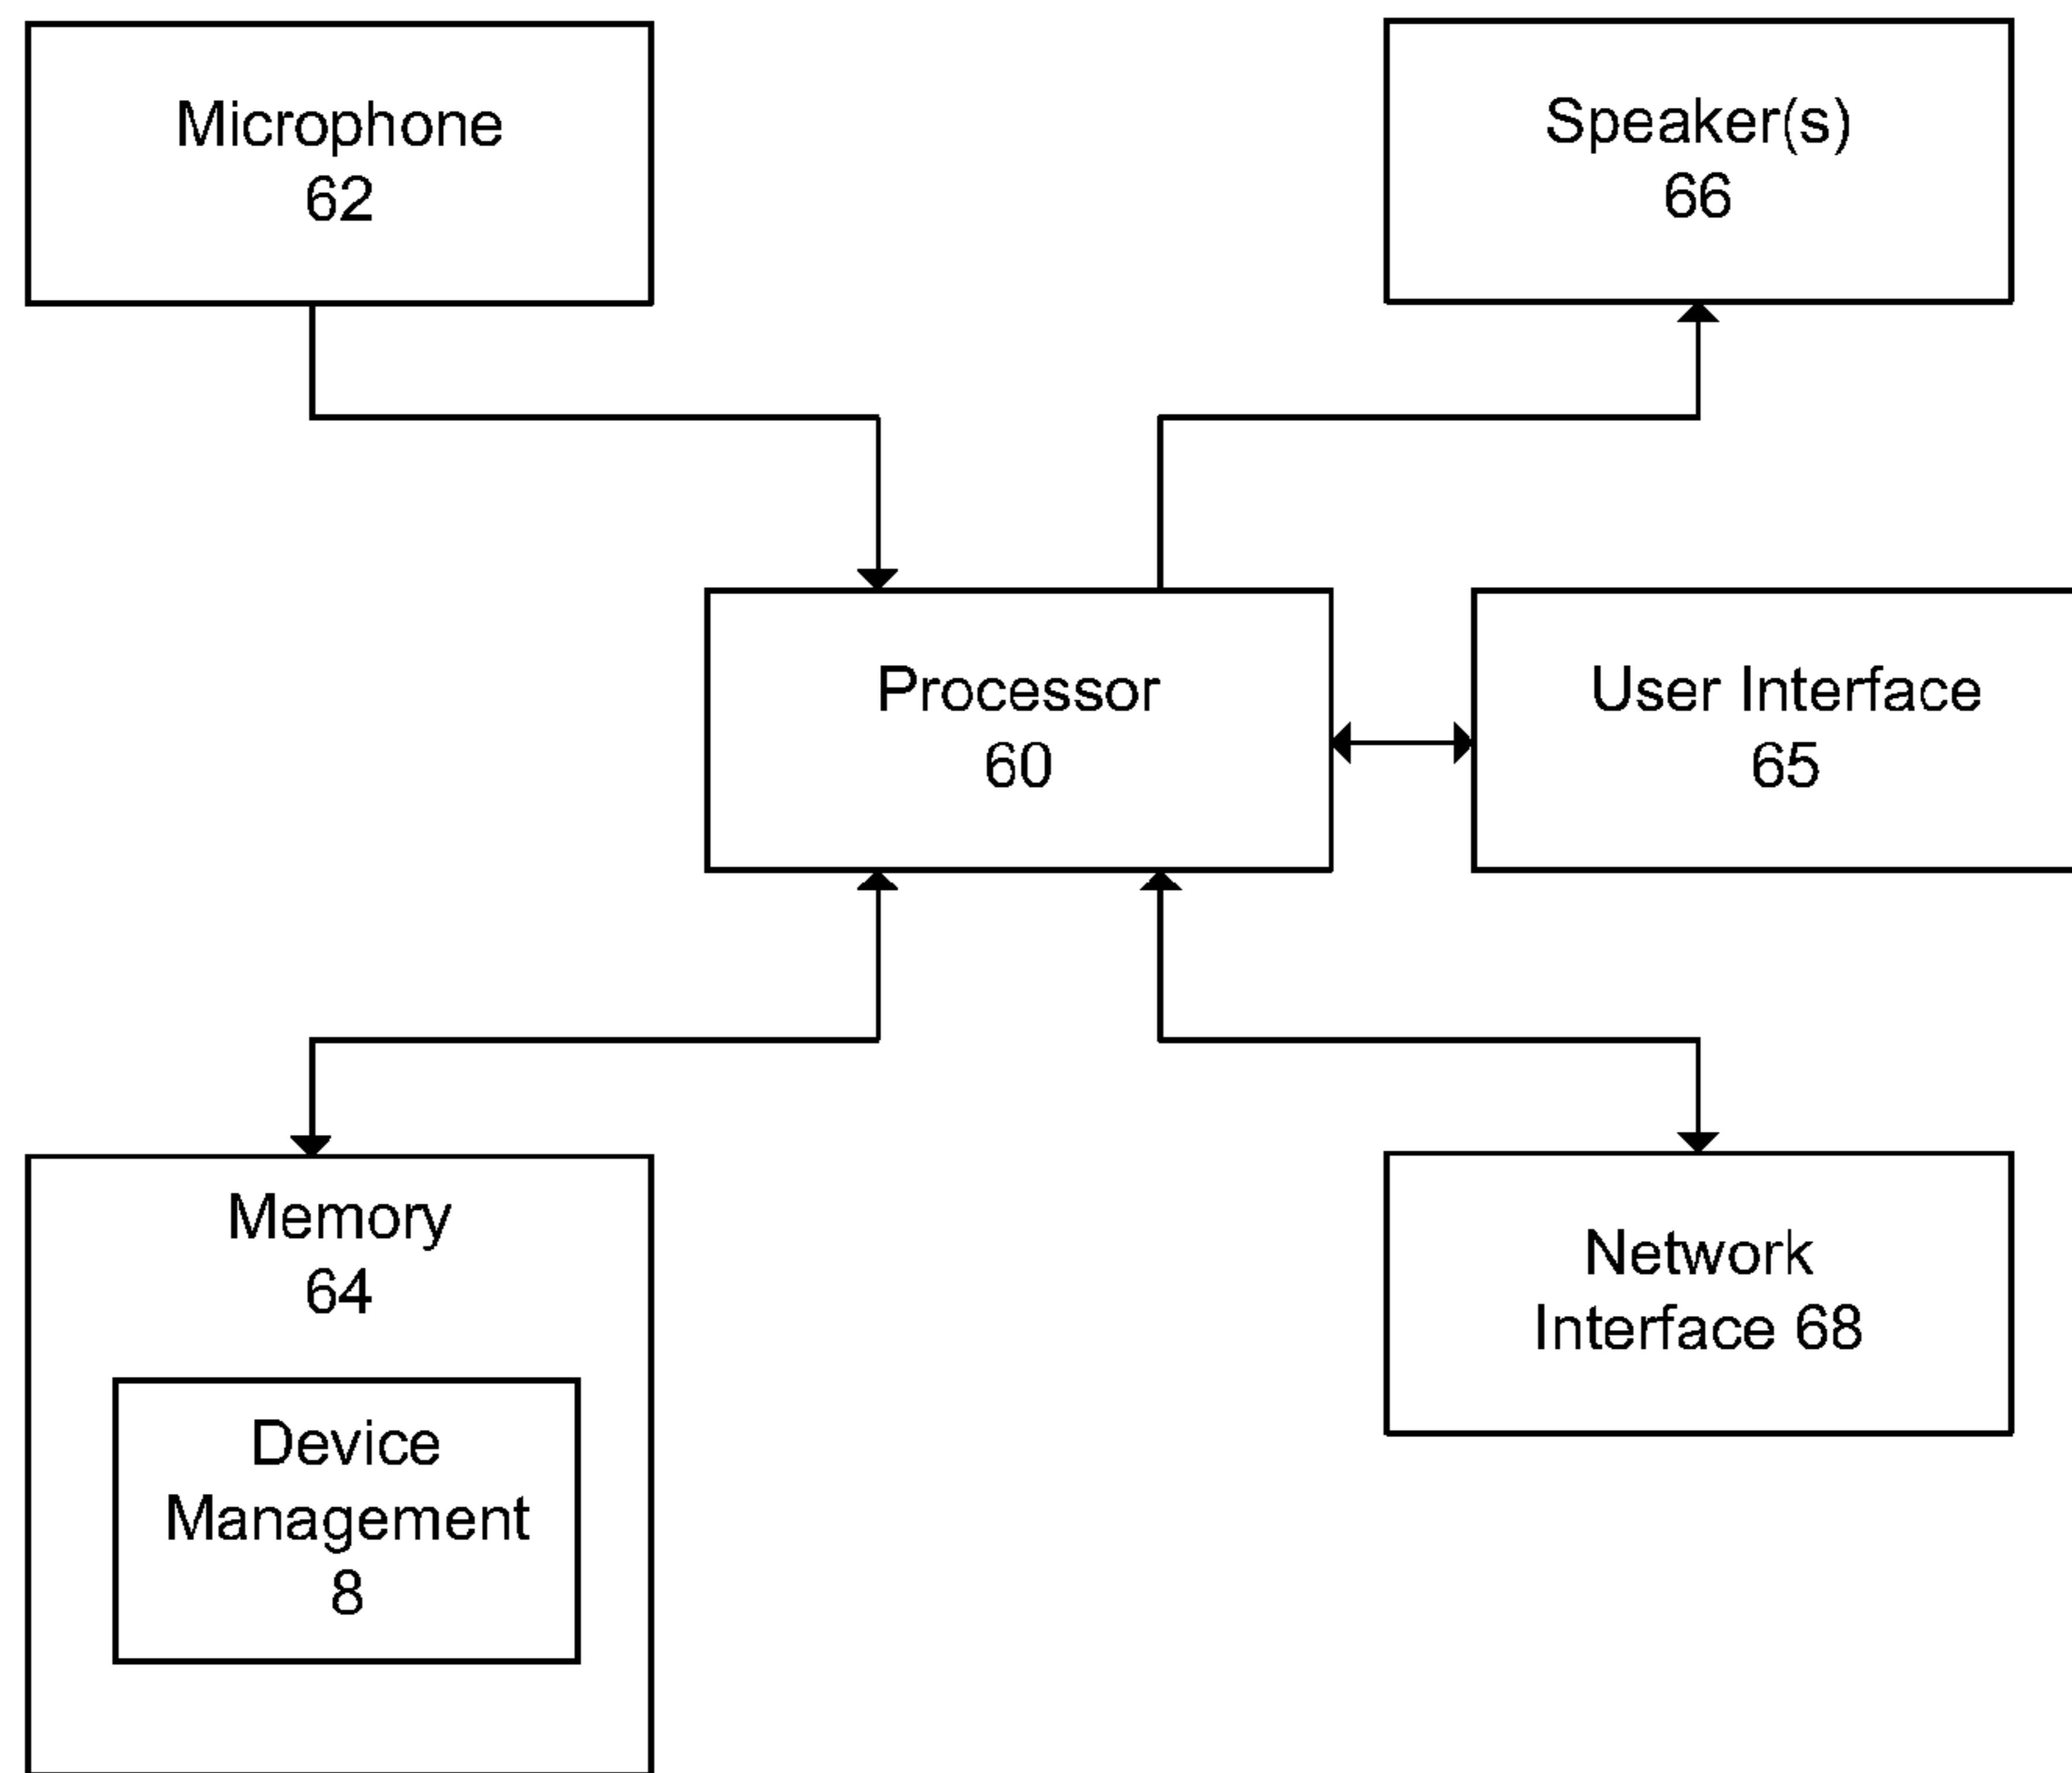 Microphone
62
Speaker(s)
66
Processor
60
User Interface
65
Memory
64
Device
Management
8
Network
Interface 68